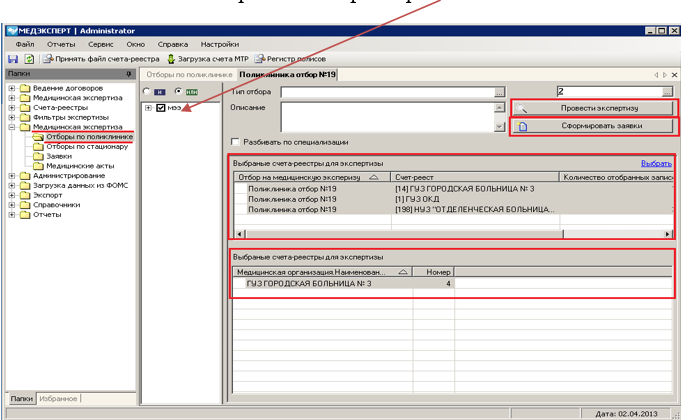 МЕДЭКСПЕРТ | Administrator
Файл Отчеты Сервис Окно Справка Настройки
Принять файл счета-реестра Загрузка счета МТР Регистр полисов
Папки
Отборы по поликлинике Поликлиника отбор №19
Ведение договоров
Медицинская экспертиза
Счета-реестры
Фильтры экспертизы
Медицинская экспертиза
Отборы по поликлинике
Отборы по стационару
Заявки
Медицинские акты
Администрирование
Загрузка данных из ФОМС
Экспорт
Справочники
Отчеты
И ИЛИ
мээ
Тип отбора ... 2 ...
Описание
Провести экспертизу
Сформировать заявки
Разбивать по специализации
Выбранные счета-реестры для экспертизы Выбрать
Отбор на медицинскую экспертизу Счет-реест Количество отобранных записе
Поликлиника отбор №19 [14] ГУЗ ГОРОДСКАЯ БОЛЬНИЦА № 3
Поликлиника отбор №19 [1] ГУЗ ОКД
Поликлиника отбор №19 [198] НУЗ "ОТДЕЛЕНЧЕСКАЯ БОЛЬНИЦА...
Выбраные счета-реестры для экспертизы
Медицинская организация.Наименован... Номер
ГУЗ ГОРОДСКАЯ БОЛЬНИЦА № 3 4
Папки Избранное
Дата: 02.04.2013